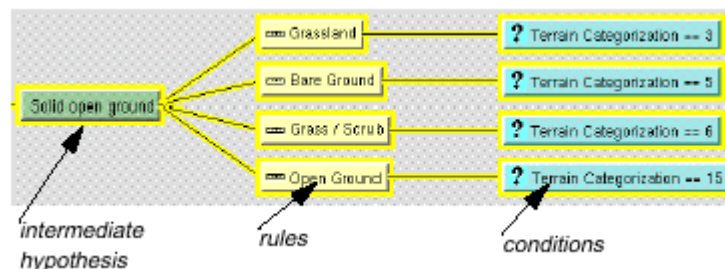 Grassland
? Terrain Categorization == 3
Bare Ground
? Terrain Categorization == 5
Solid open ground
Grass / Scrub
? Terrain Categorization == 6
Open Ground
? Terrain Categorization == 15
intermediate
hypothesis
rules
conditions